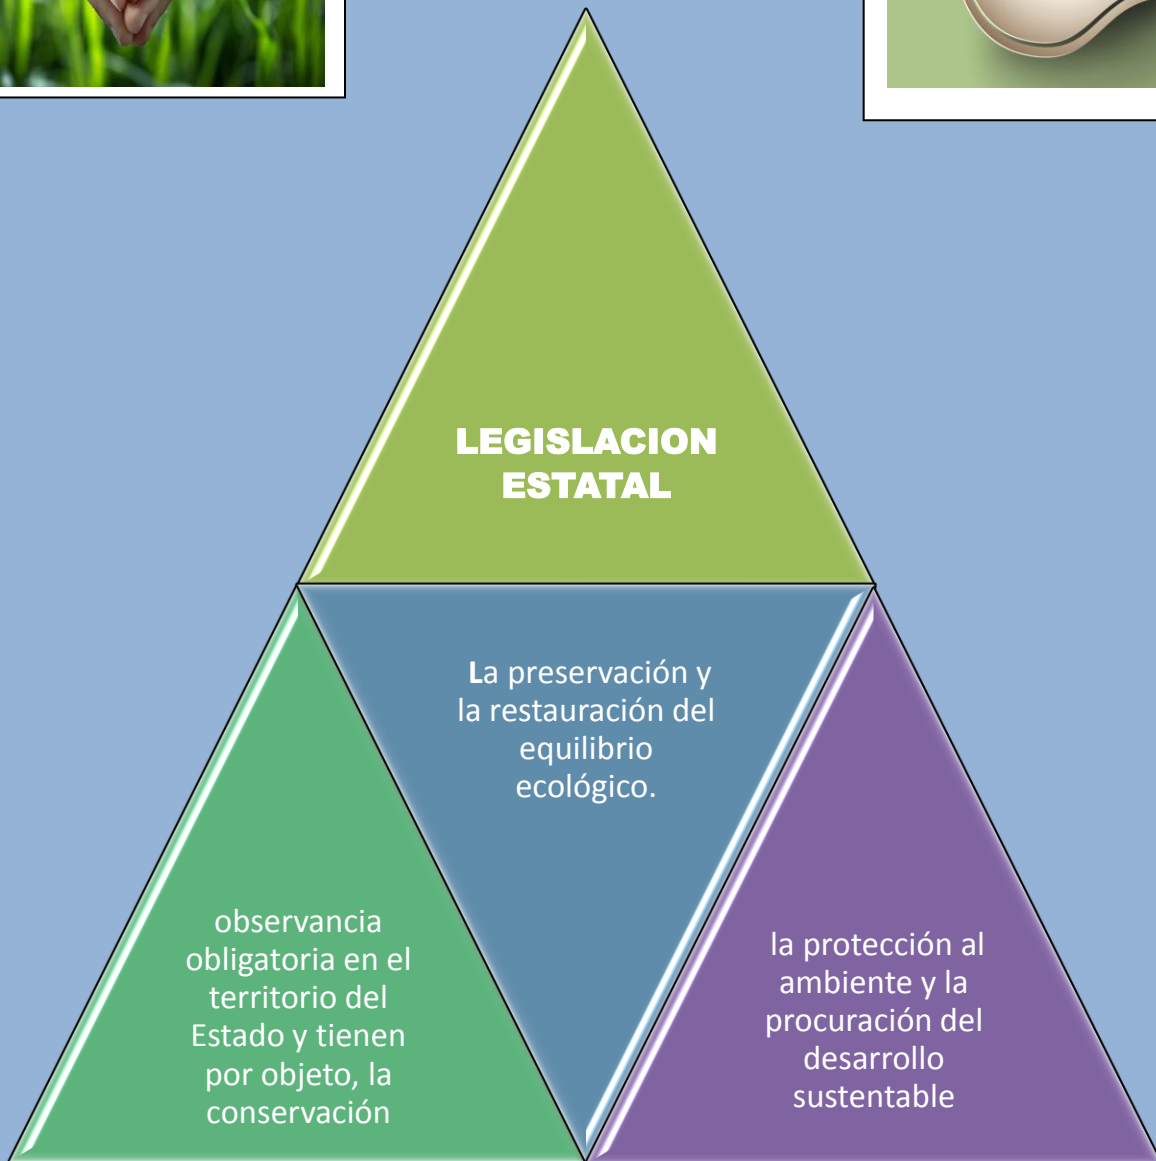 LEGISLACION
ESTATAL
La preservación y
la restauración del
equilibrio
ecológico.
observancia
obligatoria en el
territorio del
Estado y tienen
por objeto, la
conservación
la protección al
ambiente y la
procuración del
desarrollo
sustentable